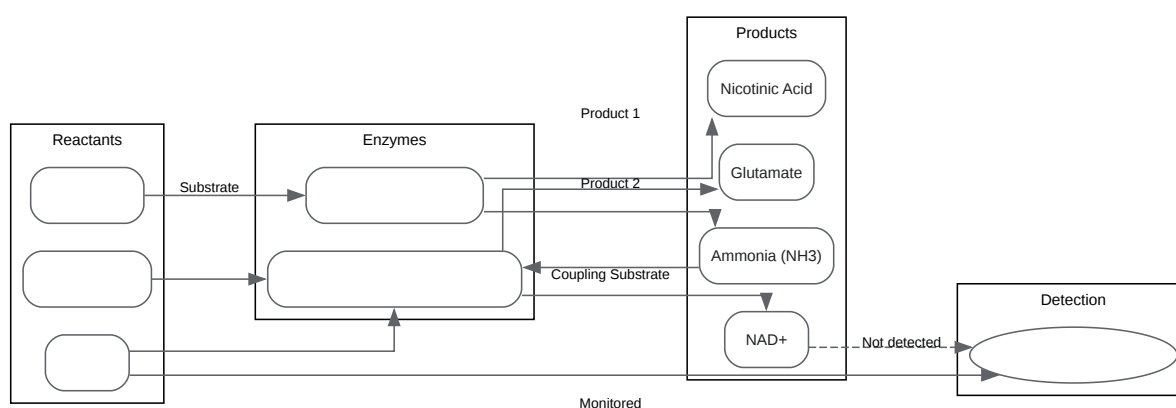 Products
Nicotinic Acid
Product 1
Reactants
Enzymes
Glutamate
Substrate
Product 2
Ammonia (NH3)
Coupling Substrate
Detection
NAD+
Not detected
Monitored